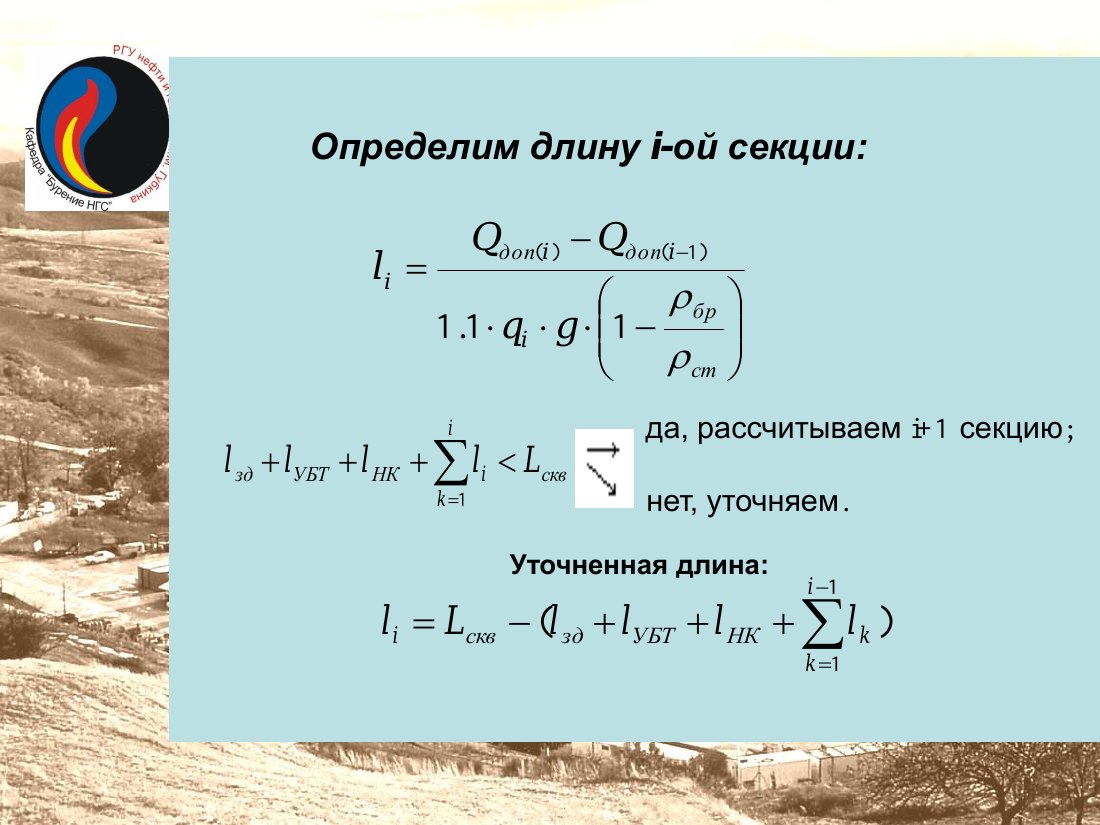 РГУ нефти и
им. Губкина
Кафедра "Бурение НГС"
Определим длину i-ой секции:
l_i = (Q_доп(i) − Q_доп(i−1)) / (1.1 · q_i · g · (1 − ρ_бр / ρ_ст))
l_зд + l_УБТ + l_НК + ∑_{k=1}^{i} l_i < L_скв
да, рассчитываем i+1 секцию;
нет, уточняем.
Уточненная длина:
l_i = L_скв − (l_зд + l_УБТ + l_НК + ∑_{k=1}^{i−1} l_k)